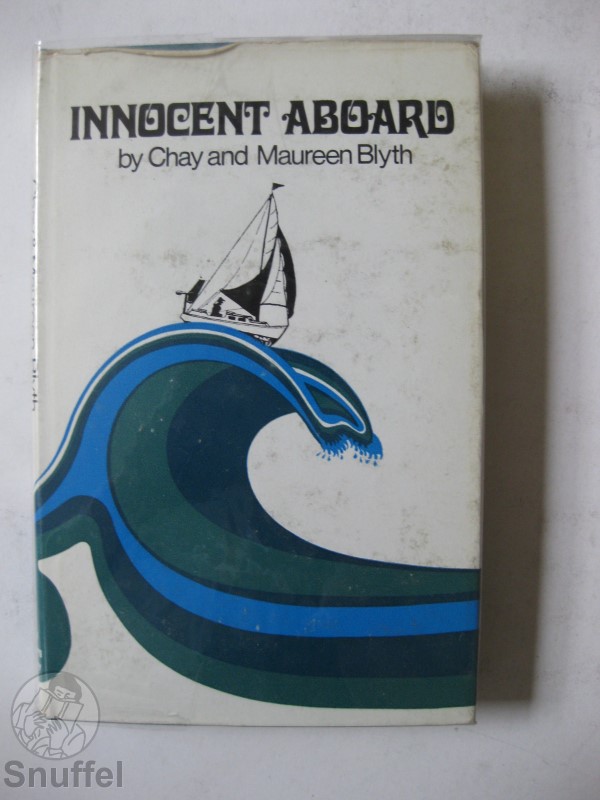 INNOCENT ABOARD
by Chay and Maureen Blyth
Snuffel